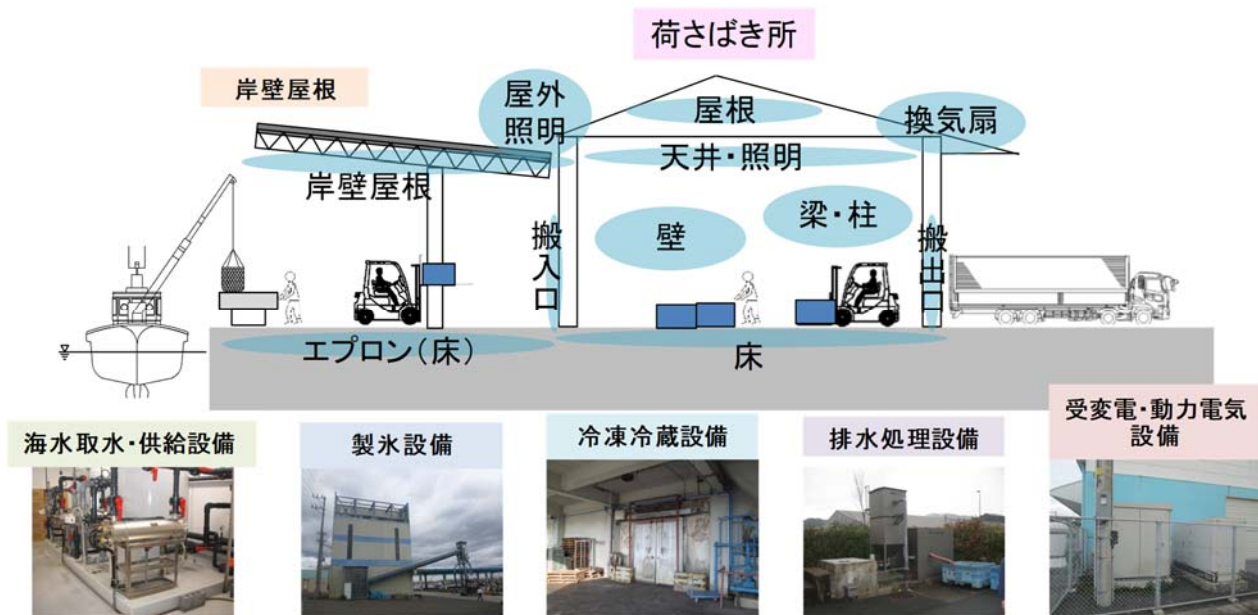 荷さばき所
岸壁屋根
屋外
照明
屋根
換気扇
天井・照明
岸壁屋根
搬入口
壁
梁・柱
搬出口
エプロン(床)
床
海水取水・供給設備
製氷設備
冷凍冷蔵設備
排水処理設備
受変電・動力電気
設備